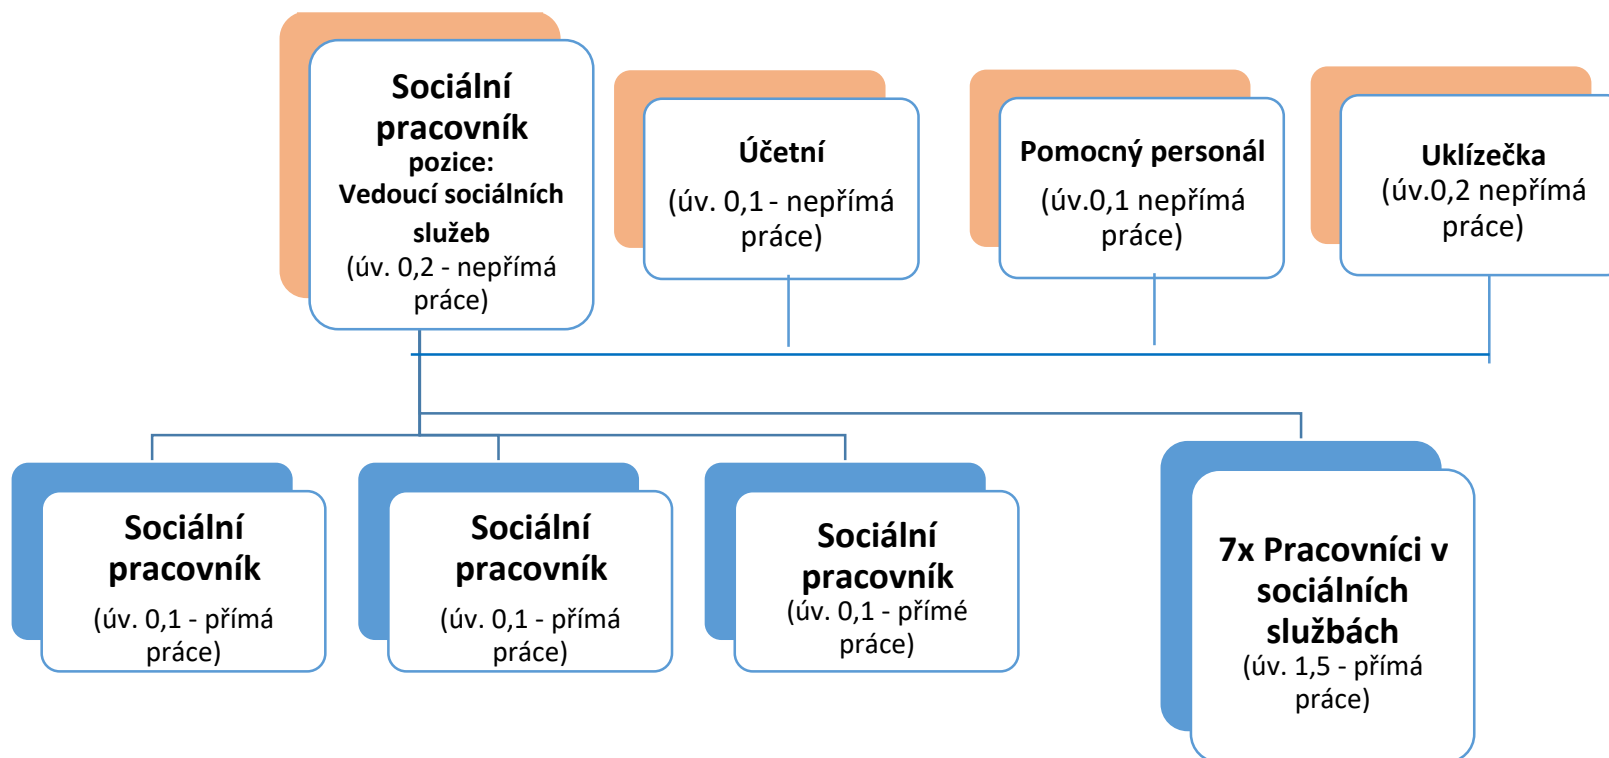 Sociální
pracovník
pozice:
Vedoucí sociálních
služeb
(úv. 0,2 - nepřímá
práce)
Účetní
(úv. 0,1 - nepřímá
práce)
Pomocný personál
(úv.0,1 nepřímá
práce)
Uklízečka
(úv.0,2 nepřímá
práce)
Sociální
pracovník
(úv. 0,1 - přímá
práce)
Sociální
pracovník
(úv. 0,1 - přímá
práce)
Sociální
pracovník
(úv. 0,1 - přímé
práce)
7x Pracovníci v
sociálních
službách
(úv. 1,5 - přímá
práce)